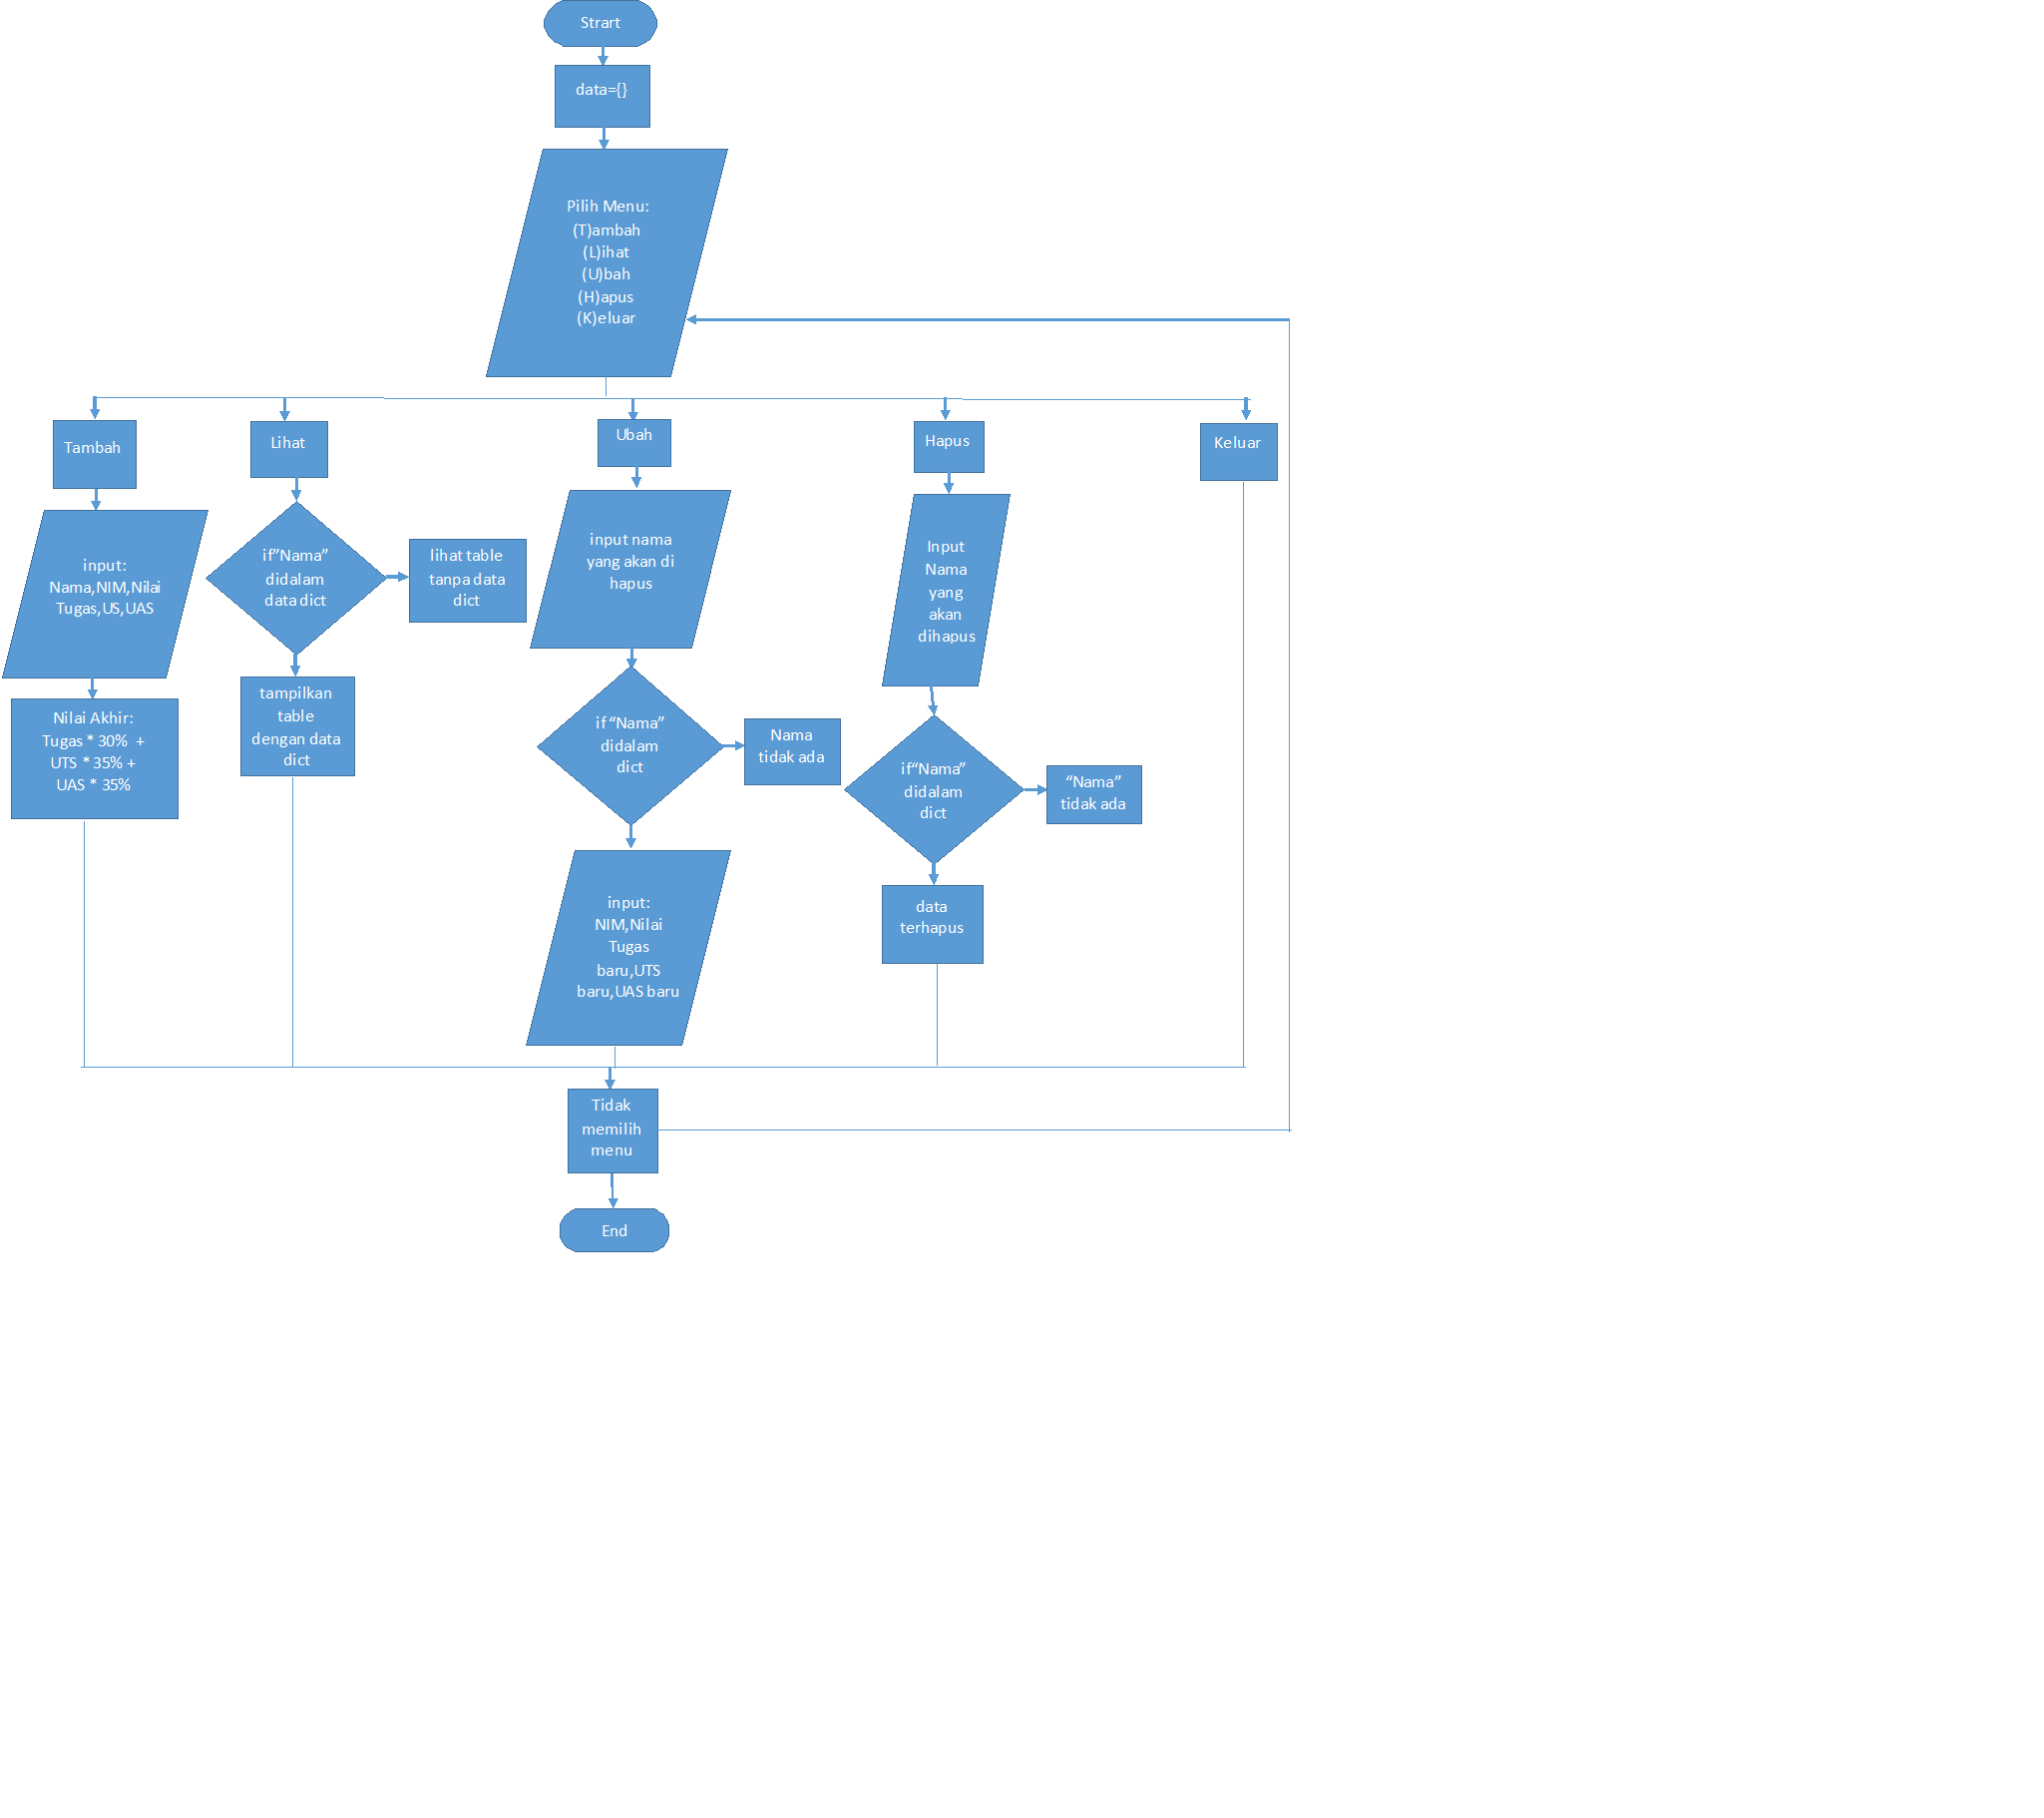 Strart
data={}
Pilih Menu:
(T)ambah
(L)ihat
(U)bah
(H)apus
(K)eluar
Tambah
Lihat
Ubah
Hapus
Keluar
input:
Nama,NIM,Nilai
Tugas,US,UAS
Nilai Akhir:
Tugas * 30% +
UTS * 35% +
UAS * 35%
if”Nama”
didalam
data dict
lihat table
tanpa data
dict
tampilkan
table
dengan data
dict
input nama
yang akan di
hapus
if “Nama”
didalam
dict
Nama
tidak ada
input:
NIM,Nilai
Tugas
baru,UTS
baru,UAS baru
Input
Nama
yang
akan
dihapus
if“Nama”
didalam
dict
“Nama”
tidak ada
data
terhapus
Tidak
memilih
menu
End